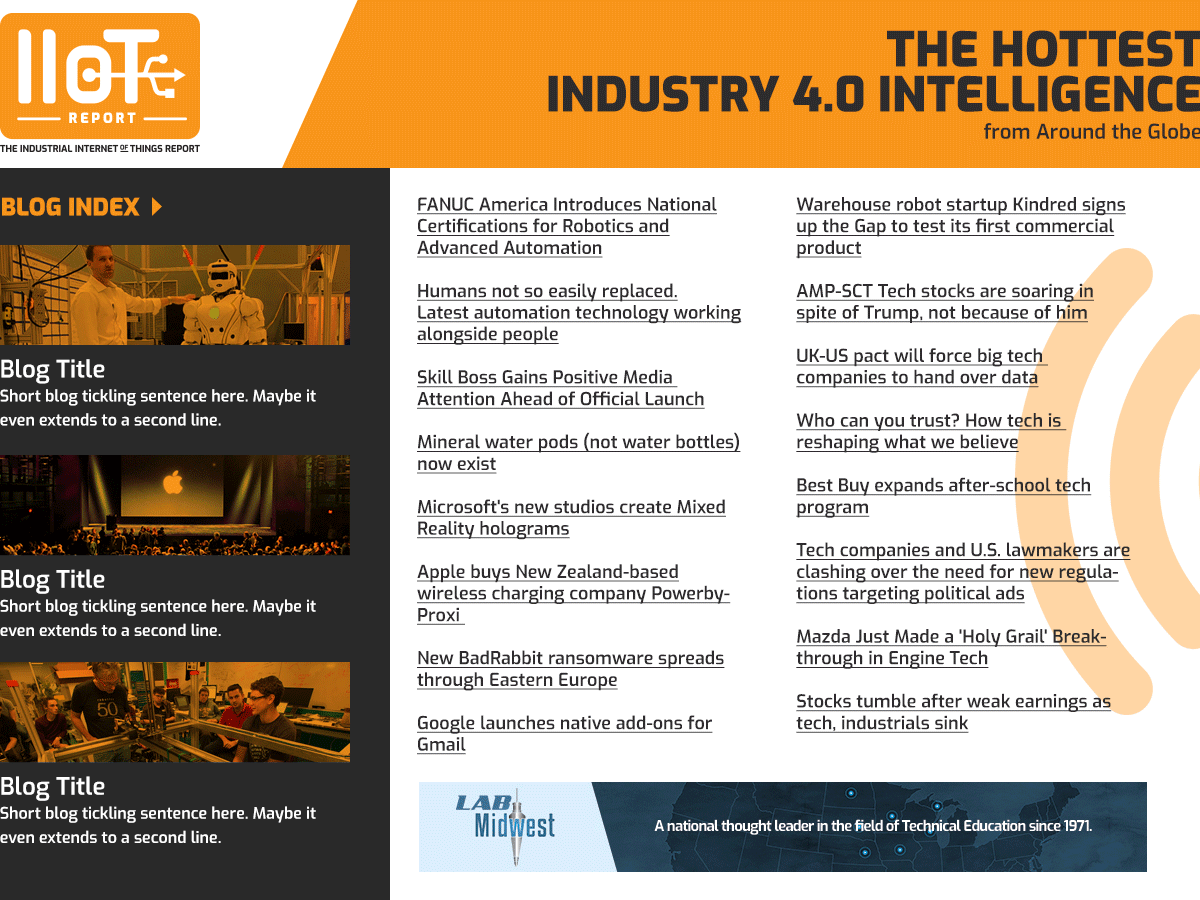 IIoT
REPORT
THE INDUSTRIAL INTERNET OF THINGS REPORT
THE HOTTEST
INDUSTRY 4.0 INTELLIGENCE
from Around the Globe
BLOG INDEX
Blog Title
Short blog tickling sentence here. Maybe it
even extends to a second line.
Blog Title
Short blog tickling sentence here. Maybe it
even extends to a second line.
50
Blog Title
Short blog tickling sentence here. Maybe it
even extends to a second line.
FANUC America Introduces National
Certifications for Robotics and
Advanced Automation
Humans not so easily replaced.
Latest automation technology working
alongside people
Skill Boss Gains Positive Media
Attention Ahead of Official Launch
Mineral water pods (not water bottles)
now exist
Microsoft's new studios create Mixed
Reality holograms
Apple buys New Zealand-based
wireless charging company Powerby-
Proxi
New BadRabbit ransomware spreads
through Eastern Europe
Google launches native add-ons for
Gmail
Warehouse robot startup Kindred signs
up the Gap to test its first commercial
product
AMP-SCT Tech stocks are soaring in
spite of Trump, not because of him
UK-US pact will force big tech
companies to hand over data
Who can you trust? How tech is
reshaping what we believe
Best Buy expands after-school tech
program
Tech companies and U.S. lawmakers are
clashing over the need for new regula-
tions targeting political ads
Mazda Just Made a 'Holy Grail' Break-
through in Engine Tech
Stocks tumble after weak earnings as
tech, industrials sink
LAB
Midwest
A national thought leader in the field of Technical Education since 1971.